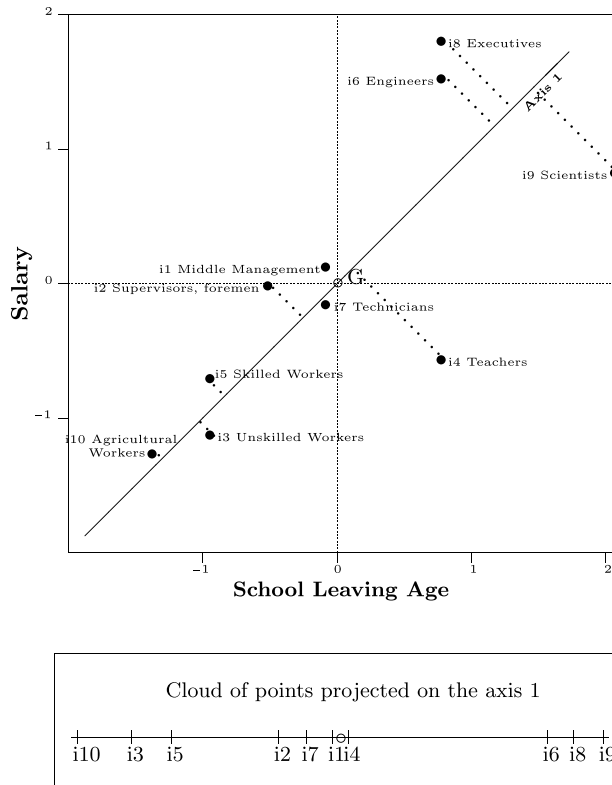 2
i8 Executives
i6 Engineers
Axis 1
1
i9 Scientists
Salary
i1 Middle Management
G
0
i2 Supervisors, foremen
i7 Technicians
i4 Teachers
i5 Skilled Workers
−1
i10 Agricultural
Workers
i3 Unskilled Workers
−1 0 1 2
School Leaving Age
Cloud of points projected on the axis 1
i10 i3 i5 i2 i7 i1 i4 i6 i8 i9